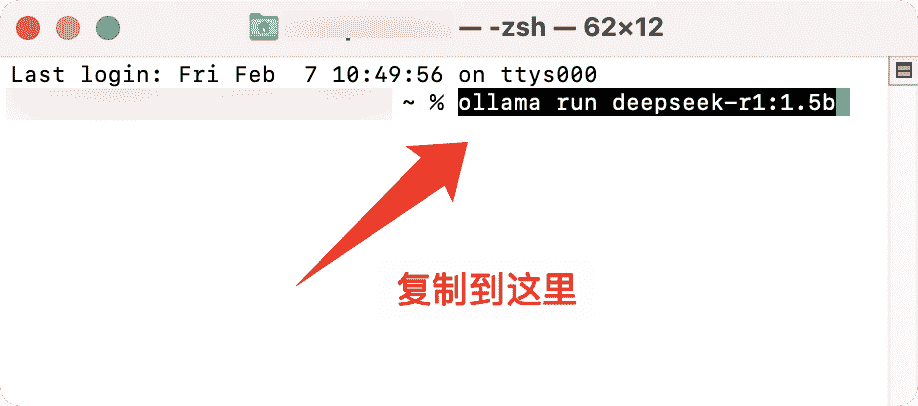 — -zsh — 62×12
Last login: Fri Feb  7 10:49:56 on ttys000
~ % ollama run deepseek-r1:1.5b
复制到这里